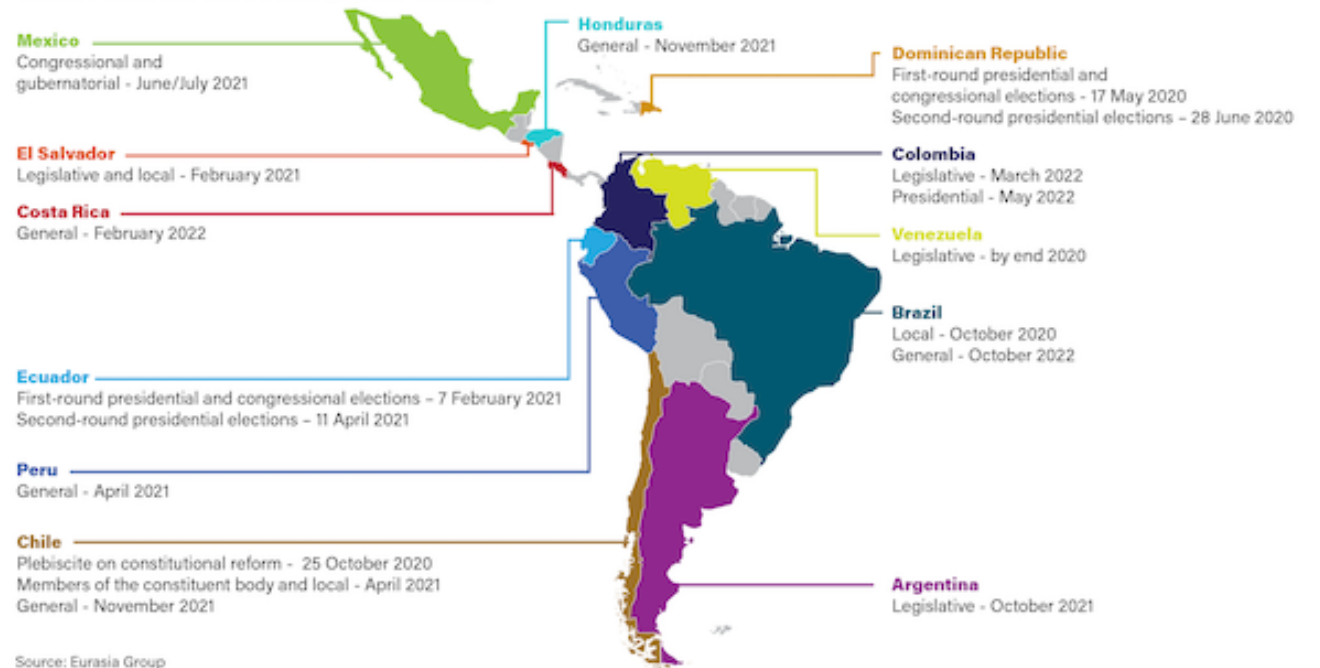 Mexico
Congressional and
gubernatorial - June/July 2021
El Salvador
Legislative and local - February 2021
Costa Rica
General - February 2022
Ecuador
First-round presidential and congressional elections – 7 February 2021
Second-round presidential elections – 11 April 2021
Peru
General - April 2021
Chile
Plebiscite on constitutional reform - 25 October 2020
Members of the constituent body and local - April 2021
General - November 2021
Source: Eurasia Group
Honduras
General - November 2021
Dominican Republic
First-round presidential and
congressional elections - 17 May 2020
Second-round presidential elections – 28 June 2020
Colombia
Legislative - March 2022
Presidential - May 2022
Venezuela
Legislative - by end 2020
Brazil
Local - October 2020
General - October 2022
Argentina
Legislative - October 2021